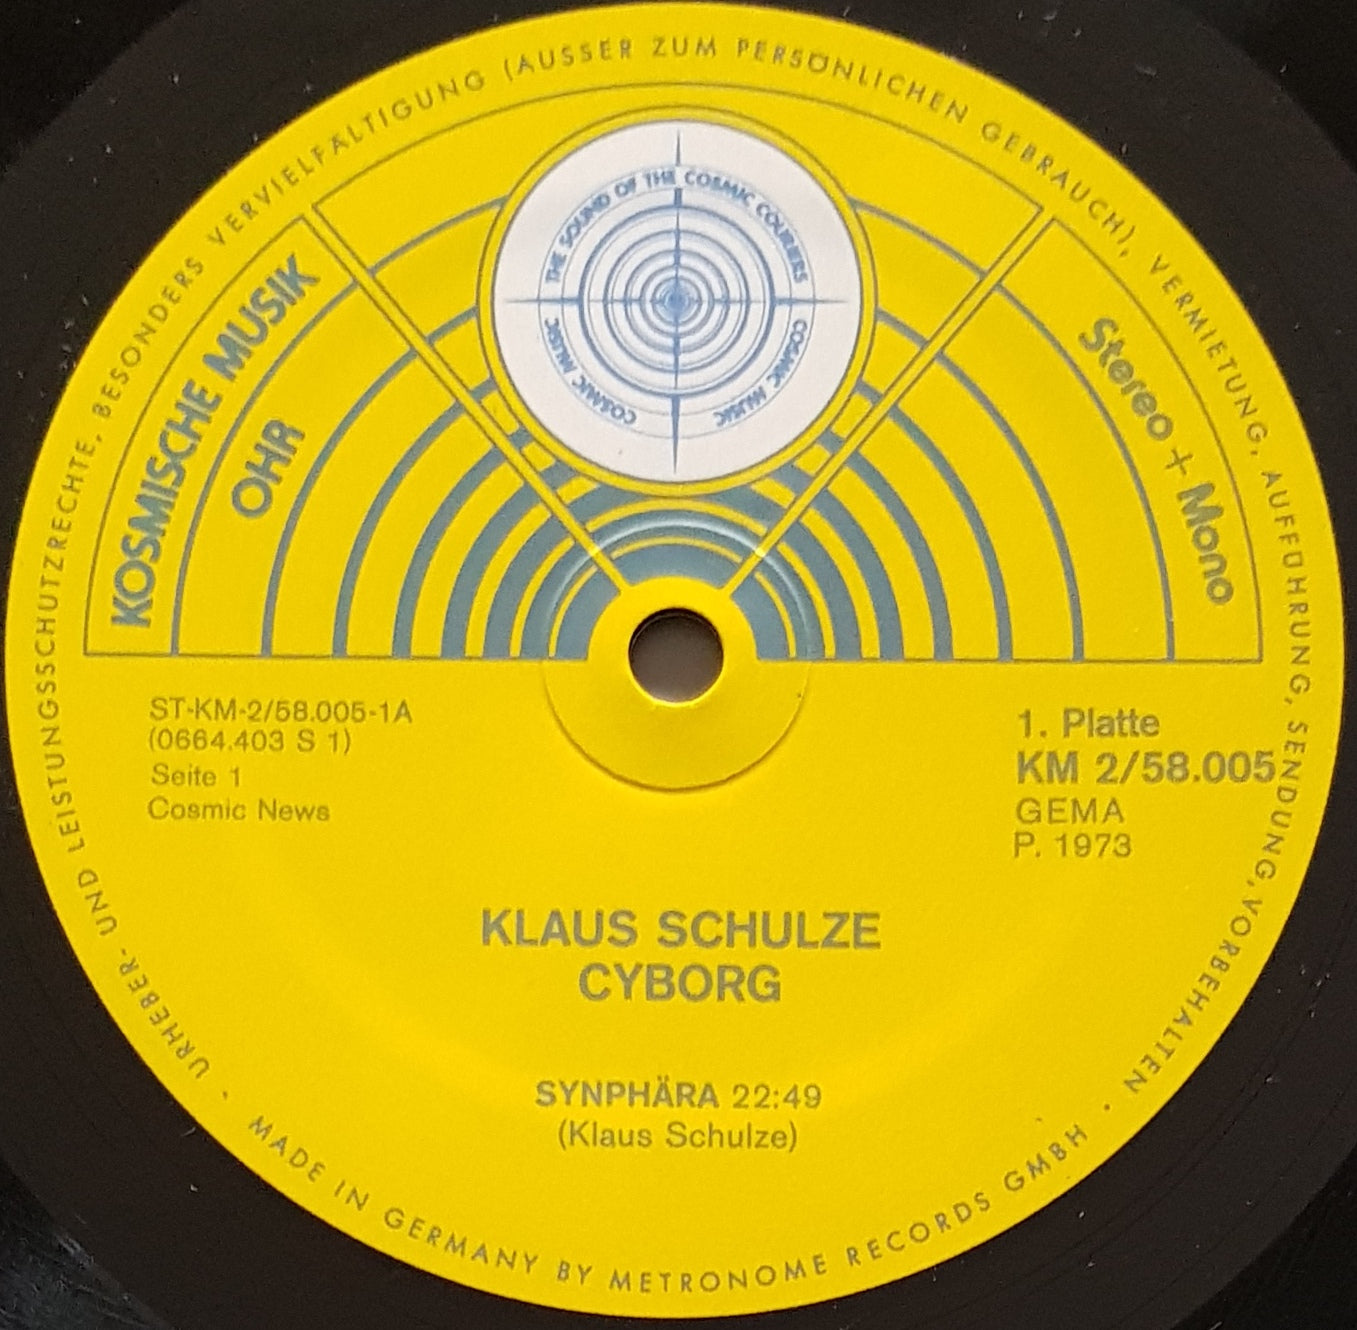 URHEBER- UND LEISTUNGSSCHUTZRECHTE, BESONDERS VERVIELFÄLTIGUNG (AUSSER ZUM PERSÖNLICHEN GEBRAUCH), VERMIETUNG, AUFFÜHRUNG, SENDUNG, VORBEHALTEN ·
THE SOUND OF THE COSMIC COURIERS
COSMIC MUSIC
COSMIC MUSIC
KOSMISCHE MUSIK
OHR
Stereo + Mono
ST-KM-2/58.005-1A
(0664.403 S 1)
Seite 1
Cosmic News
1. Platte
KM 2/58.005
GEMA
P. 1973
KLAUS SCHULZE
CYBORG
SYNPHÄRA 22:49
(Klaus Schulze)
· MADE IN GERMANY BY METRONOME RECORDS GMBH